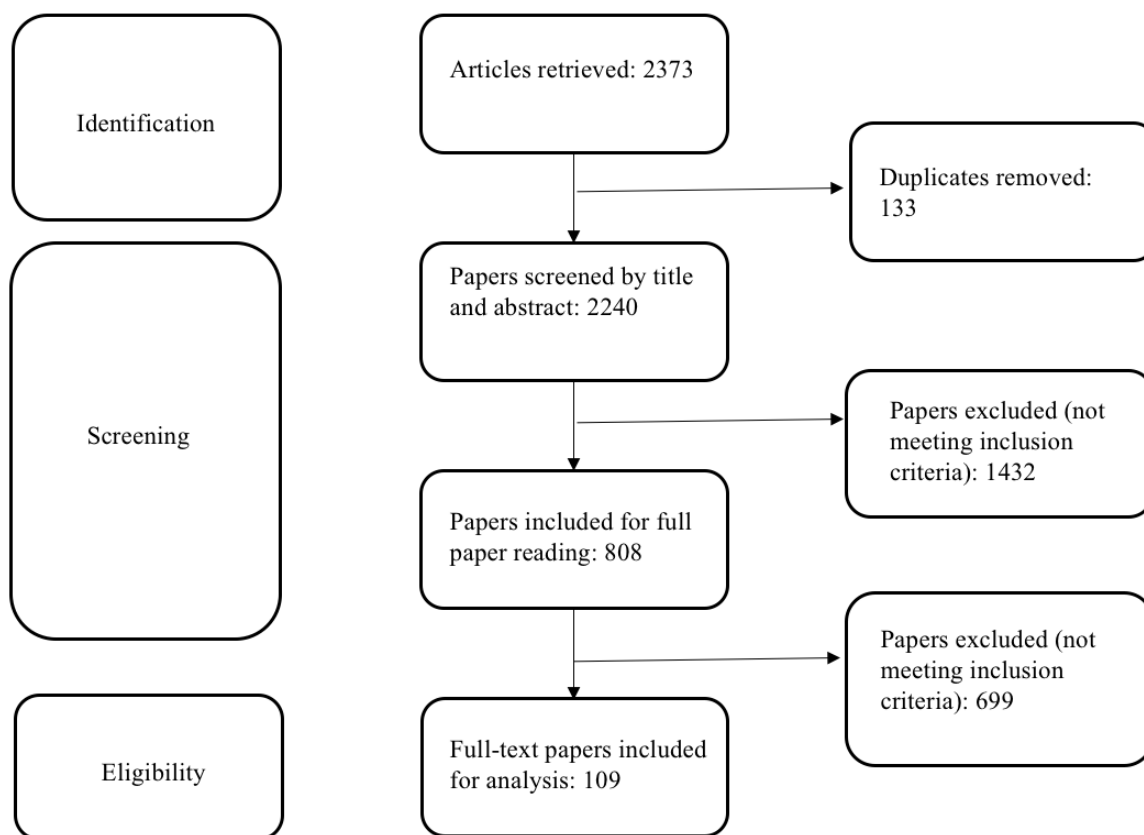 Identification
Articles retrieved: 2373
Duplicates removed:
133
Screening
Papers screened by title
and abstract: 2240
Papers excluded (not
meeting inclusion
criteria): 1432
Papers included for full
paper reading: 808
Papers excluded (not
meeting inclusion
criteria): 699
Eligibility
Full-text papers included
for analysis: 109